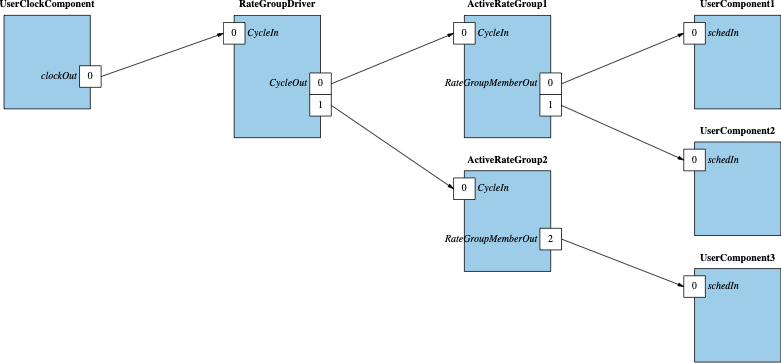 UserClockComponent
clockOut 0
RateGroupDriver
0 CycleIn
CycleOut 0
1
ActiveRateGroup1
0 CycleIn
RateGroupMemberOut 0
1
ActiveRateGroup2
0 CycleIn
RateGroupMemberOut 2
UserComponent1
0 schedIn
UserComponent2
0 schedIn
UserComponent3
0 schedIn